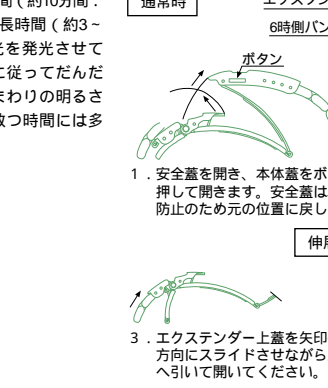 間（約10分間：
長時間（約3～
光を発光させて
に従ってだんだ
まわりの明るさ
放つ時間には多
通常時
エクステン
6時側バン
ボタン
1．安全蓋を開き、本体蓋をボ
押して開きます。安全蓋は
防止のため元の位置に戻し
3．エクステンダー上蓋を矢印
方向にスライドさせながら
へ引いて開いてください。